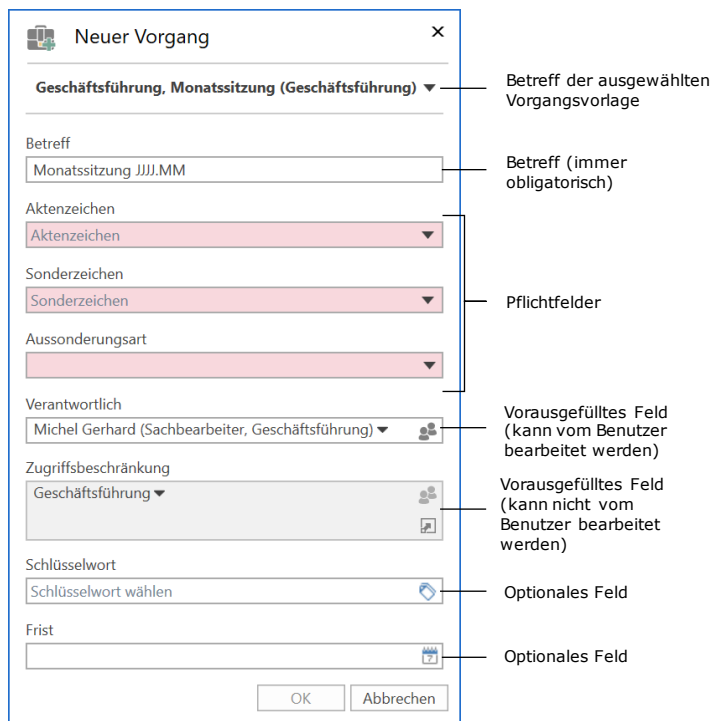 Neuer Vorgang
Geschäftsführung, Monatssitzung (Geschäftsführung)
Betreff der ausgewählten
Vorgangsvorlage
Betreff
Monatssitzung JJJJ.MM
Betreff (immer
obligatorisch)
Aktenzeichen
Aktenzeichen
Sonderzeichen
Sonderzeichen
Pflichtfelder
Aussonderungsart
Verantwortlich
Michel Gerhard (Sachbearbeiter, Geschäftsführung)
Vorausgefülltes Feld
(kann vom Benutzer
bearbeitet werden)
Zugriffsbeschränkung
Geschäftsführung
Vorausgefülltes Feld
(kann nicht vom
Benutzer bearbeitet
werden)
Schlüsselwort
Schlüsselwort wählen
Optionales Feld
Frist
7
Optionales Feld
OK
Abbrechen